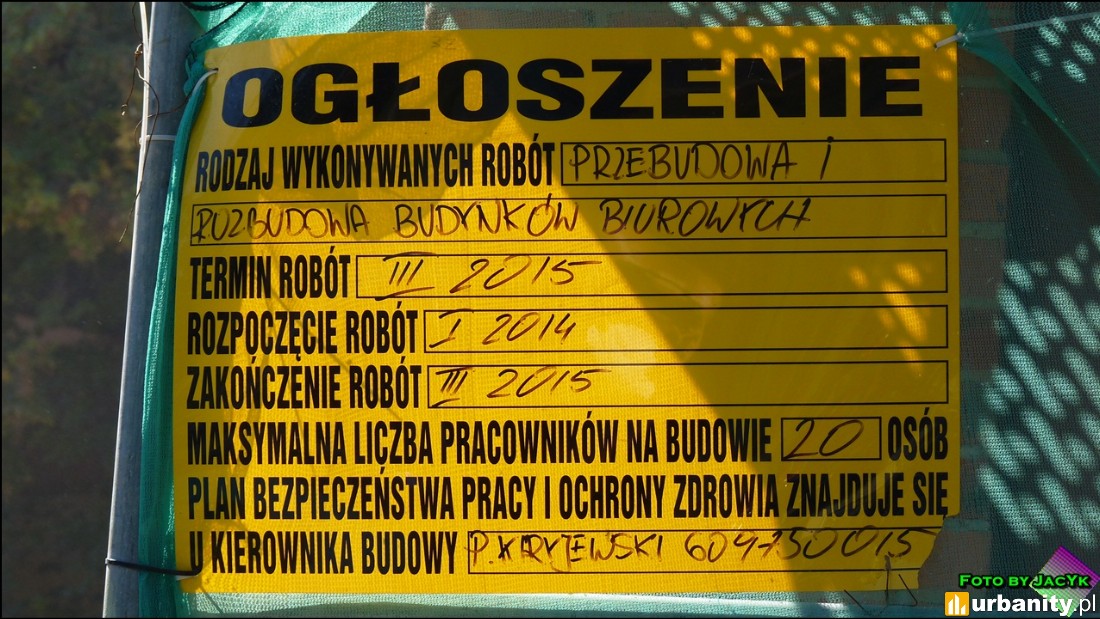 OGŁOSZENIE
RODZAJ WYKONYWANYCH ROBÓT PRZEBUDOWA I
ROZBUDOWA BUDYNKÓW BIUROWYCH
TERMIN ROBÓT III 2015
ROZPOCZĘCIE ROBÓT I 2014
ZAKOŃCZENIE ROBÓT III 2015
MAKSYMALNA LICZBA PRACOWNIKÓW NA BUDOWIE 20 OSÓB
PLAN BEZPIECZEŃSTWA PRACY I OCHRONY ZDROWIA ZNAJDUJE SIĘ
U KIEROWNIKA BUDOWY 604750015
FOTO BY JACYK
urbanity.pl